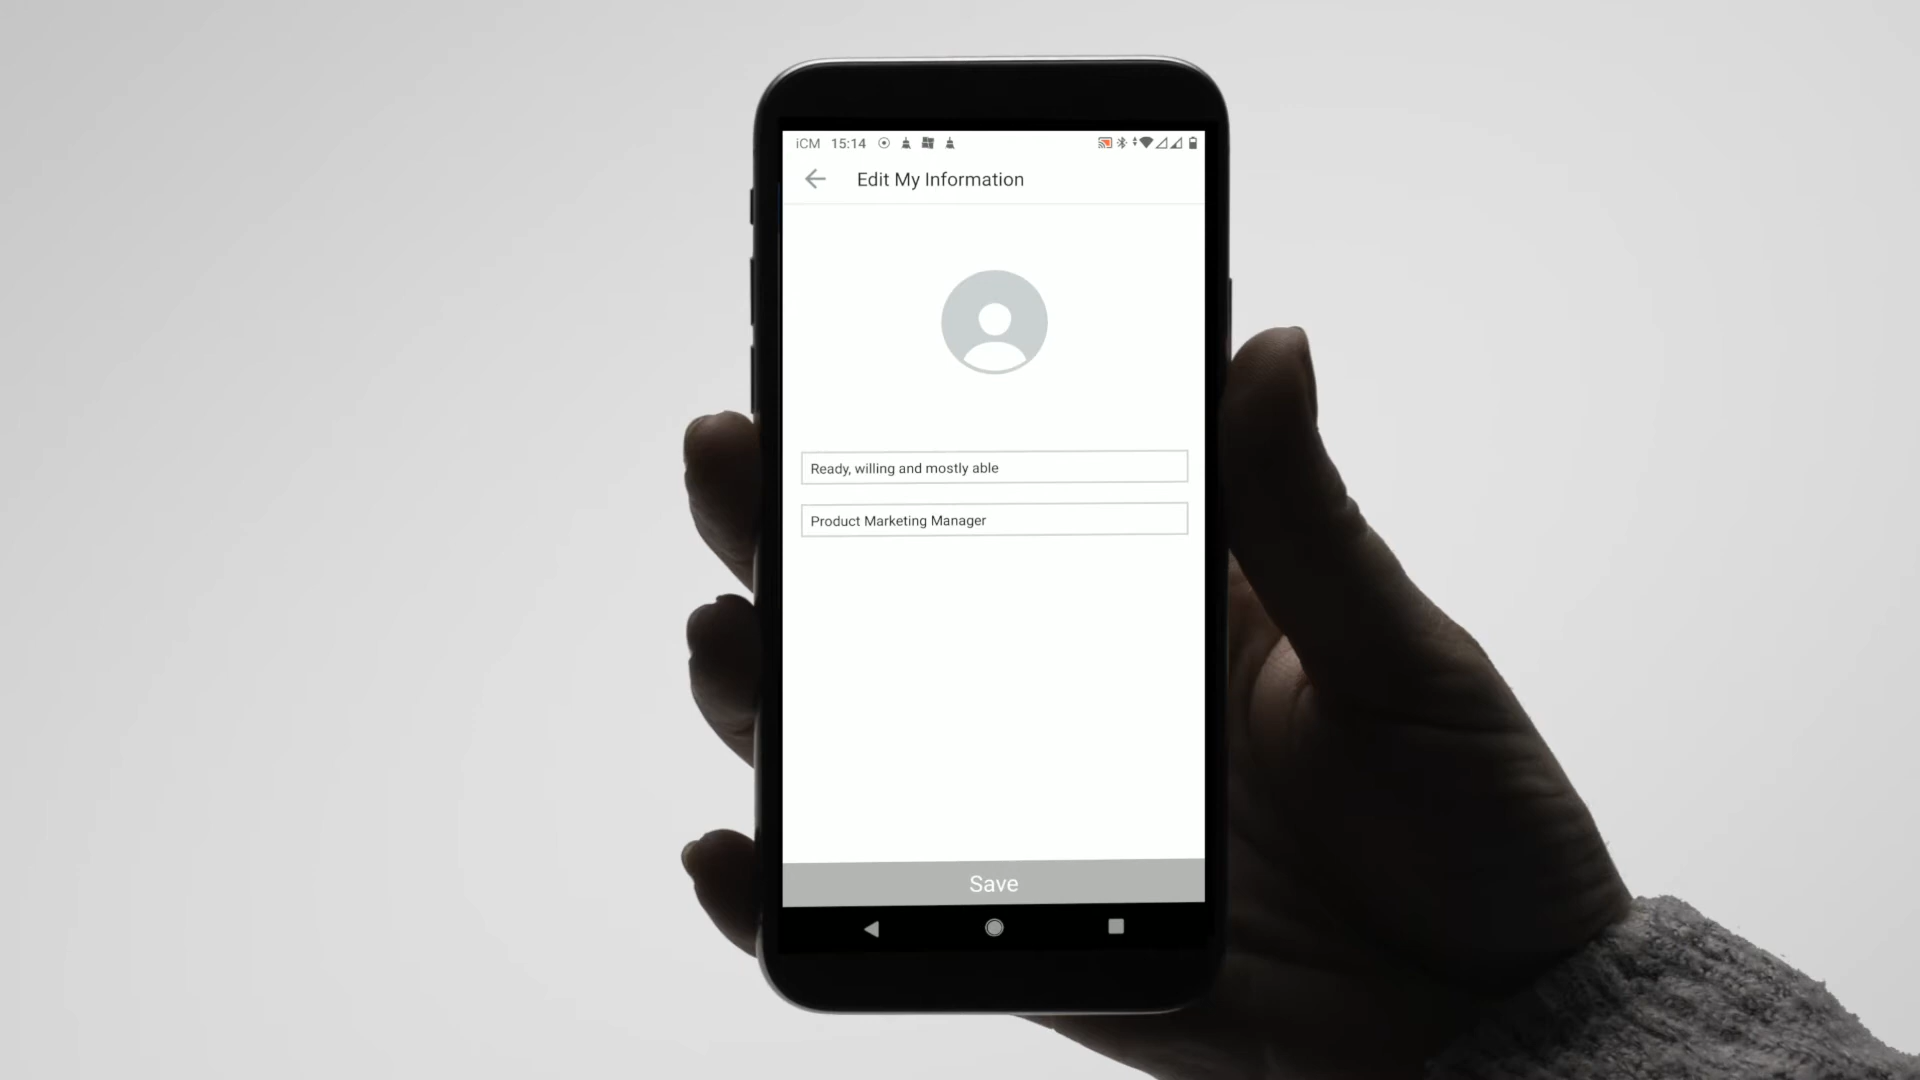 iCM 15:14
Edit My Information
Ready, willing and mostly able
Product Marketing Manager
Save